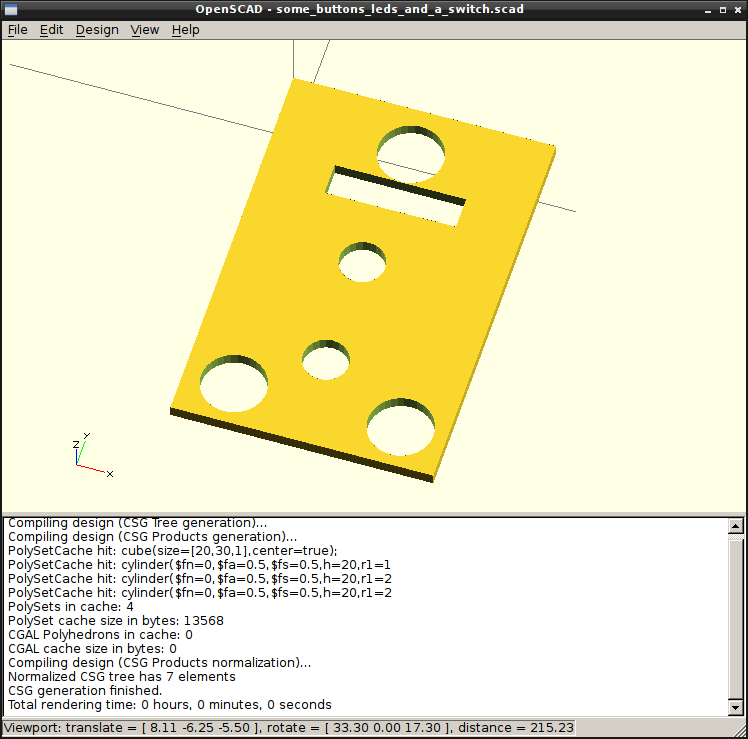 OpenSCAD - some_buttons_leds_and_a_switch.scad
File Edit Design View Help
Y
Z
X
Compiling design (CSG Tree generation)...
Compiling design (CSG Products generation)...
PolySetCache hit: cube(size=[20,30,1],center=true);
PolySetCache hit: cylinder($fn=0,$fa=0.5,$fs=0.5,h=20,r1=1
PolySetCache hit: cylinder($fn=0,$fa=0.5,$fs=0.5,h=20,r1=2
PolySetCache hit: cylinder($fn=0,$fa=0.5,$fs=0.5,h=20,r1=2
PolySets in cache: 4
PolySet cache size in bytes: 13568
CGAL Polyhedrons in cache: 0
CGAL cache size in bytes: 0
Compiling design (CSG Products normalization)...
Normalized CSG tree has 7 elements
CSG generation finished.
Total rendering time: 0 hours, 0 minutes, 0 seconds
Viewport: translate = [ 8.11 -6.25 -5.50 ], rotate = [ 33.30 0.00 17.30 ], distance = 215.23